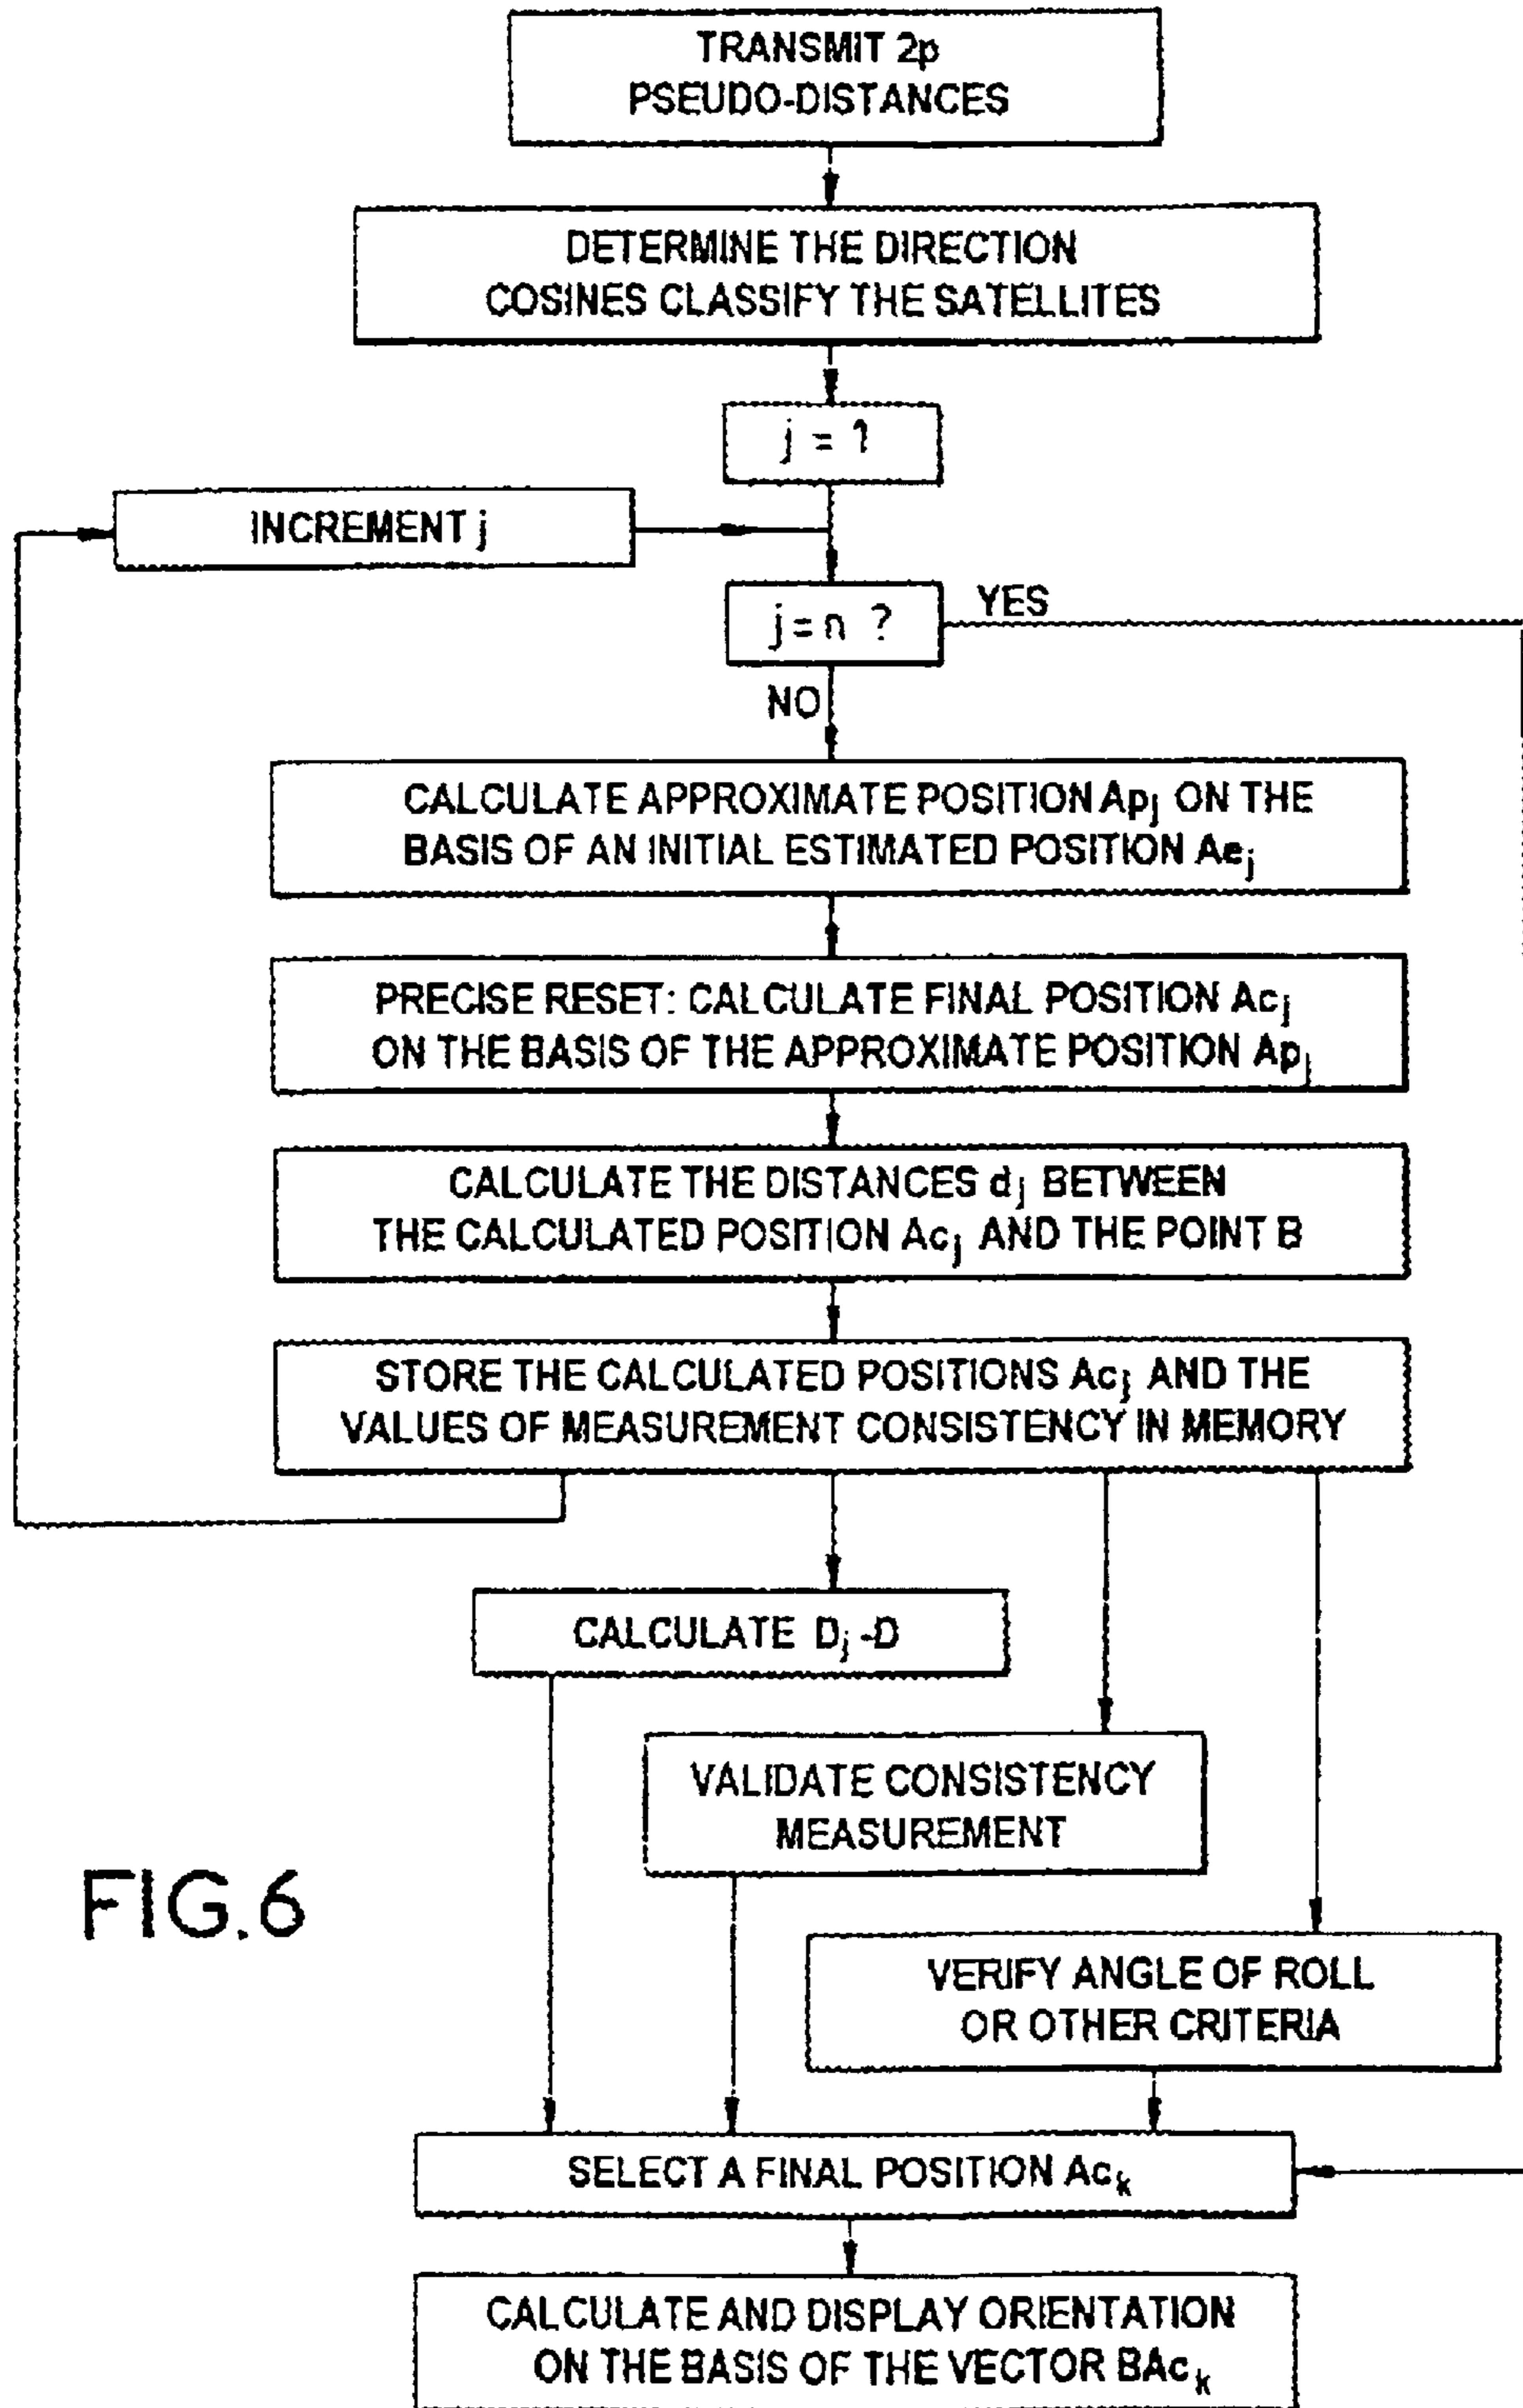 TRANSMIT 2p
PSEUDO-DISTANCES
DETERMINE THE DIRECTION
COSINES CLASSIFY THE SATELLITES
j = 1
INCREMENT j
j=n ?
YES
NO
CALCULATE APPROXIMATE POSITION Apj ON THE
BASIS OF AN INITIAL ESTIMATED POSITION Aej
PRECISE RESET: CALCULATE FINAL POSITION Acj
ON THE BASIS OF THE APPROXIMATE POSITION Apj
CALCULATE THE DISTANCES dj BETWEEN
THE CALCULATED POSITION Acj AND THE POINT B
STORE THE CALCULATED POSITIONS Acj AND THE
VALUES OF MEASUREMENT CONSISTENCY IN MEMORY
CALCULATE Dj -D
VALIDATE CONSISTENCY
MEASUREMENT
FIG.6
VERIFY ANGLE OF ROLL
OR OTHER CRITERIA
SELECT A FINAL POSITION Ack
CALCULATE AND DISPLAY ORIENTATION
ON THE BASIS OF THE VECTOR BAck